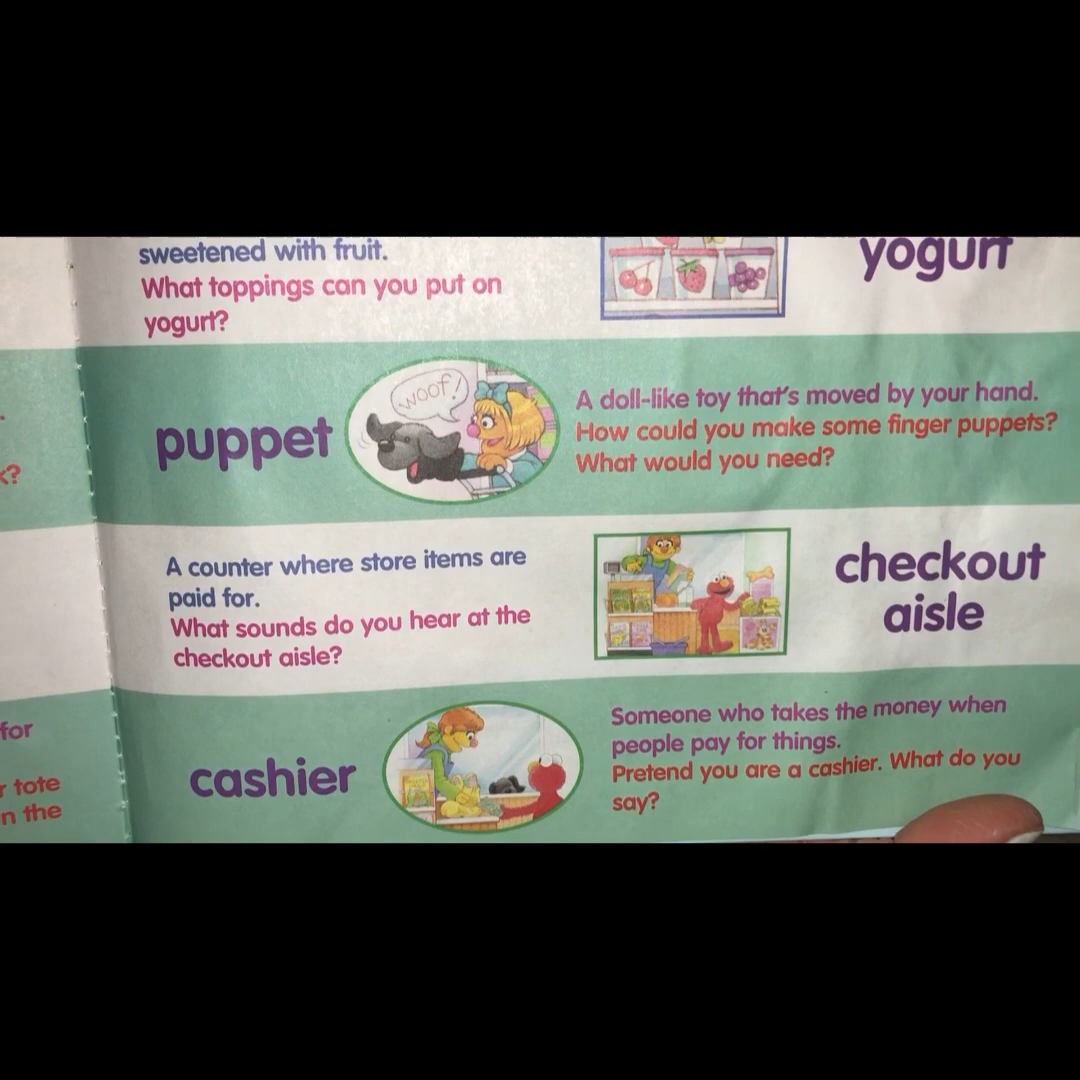 sweetened with fruit.
What toppings can you put on
yogurt?
yogurt
puppet
woof!
A doll-like toy that's moved by your hand.
How could you make some finger puppets?
What would you need?
A counter where store items are
paid for.
What sounds do you hear at the
checkout aisle?
checkout
aisle
cashier
Someone who takes the money when
people pay for things.
Pretend you are a cashier. What do you
say?
for
tote
n the